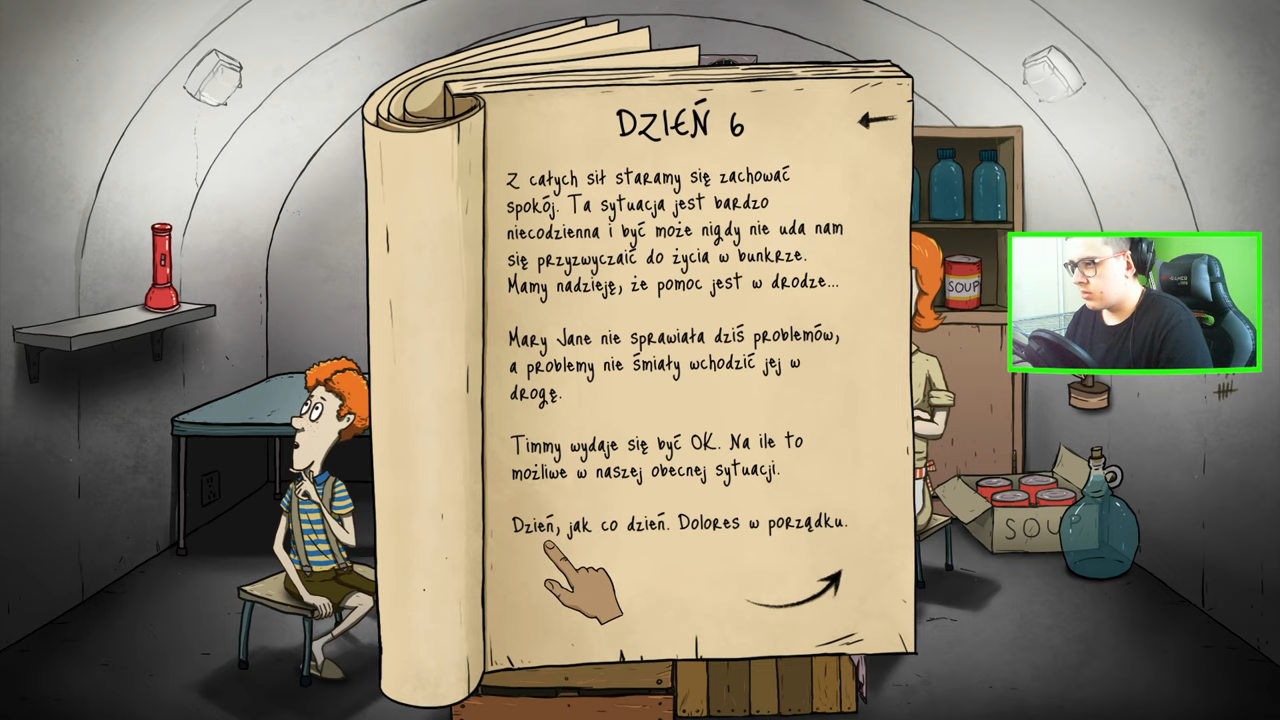 DZIEŃ 6
Z całych sił staramy się zachować
spokój. Ta sytuacja jest bardzo
niecodzienna i być może nigdy nie uda nam
się przyzwyczaić do życia w bunkrze.
Mamy nadzieję, że pomoc jest w drodze...
Mary Jane nie sprawiała dziś problemów,
a problemy nie śmiały wchodzić jej w
drogę.
Timmy wydaje się być OK. Na ile to
możliwe w naszej obecnej sytuacji.
Dzień, jak co dzień. Dolores w porządku.
SOUP
SOUP